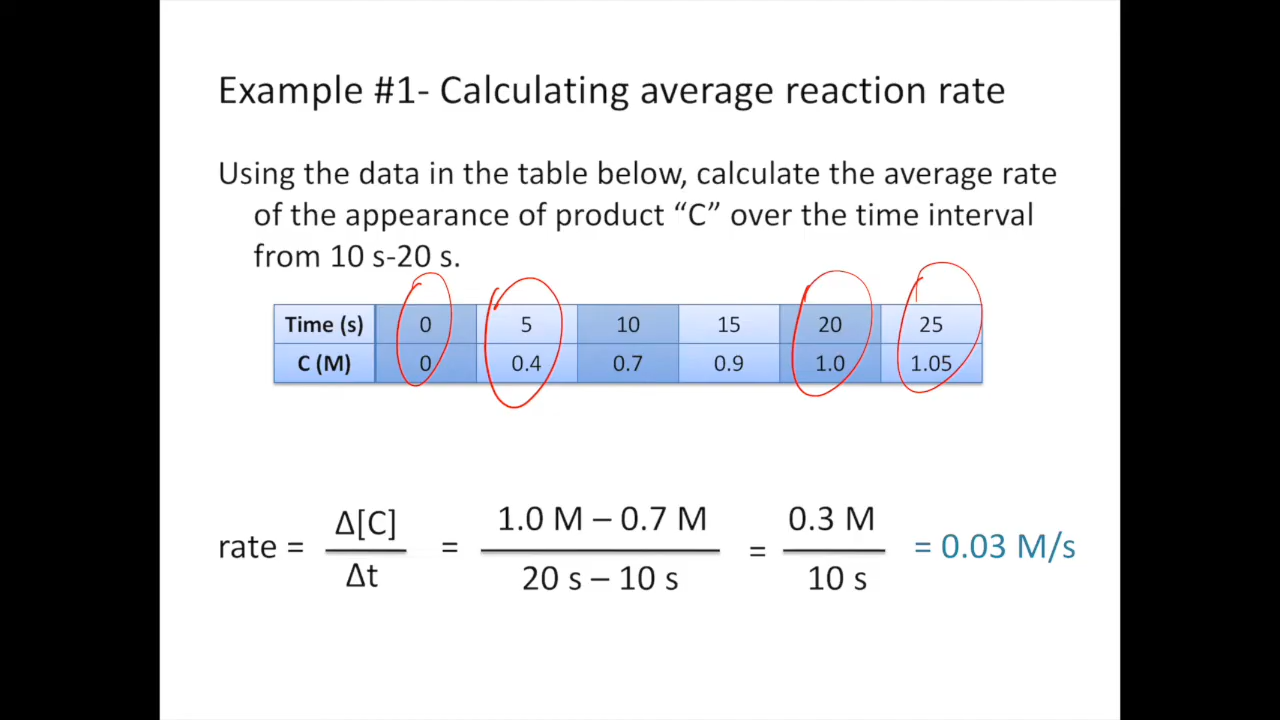 Example #1- Calculating average reaction rate
Using the data in the table below, calculate the average rate
of the appearance of product “C” over the time interval
from 10 s-20 s.
Time (s) 0 5 10 15 20 25
C (M) 0 0.4 0.7 0.9 1.0 1.05
rate = Δ[C] / Δt = 1.0 M – 0.7 M / 20 s – 10 s = 0.3 M / 10 s = 0.03 M/s